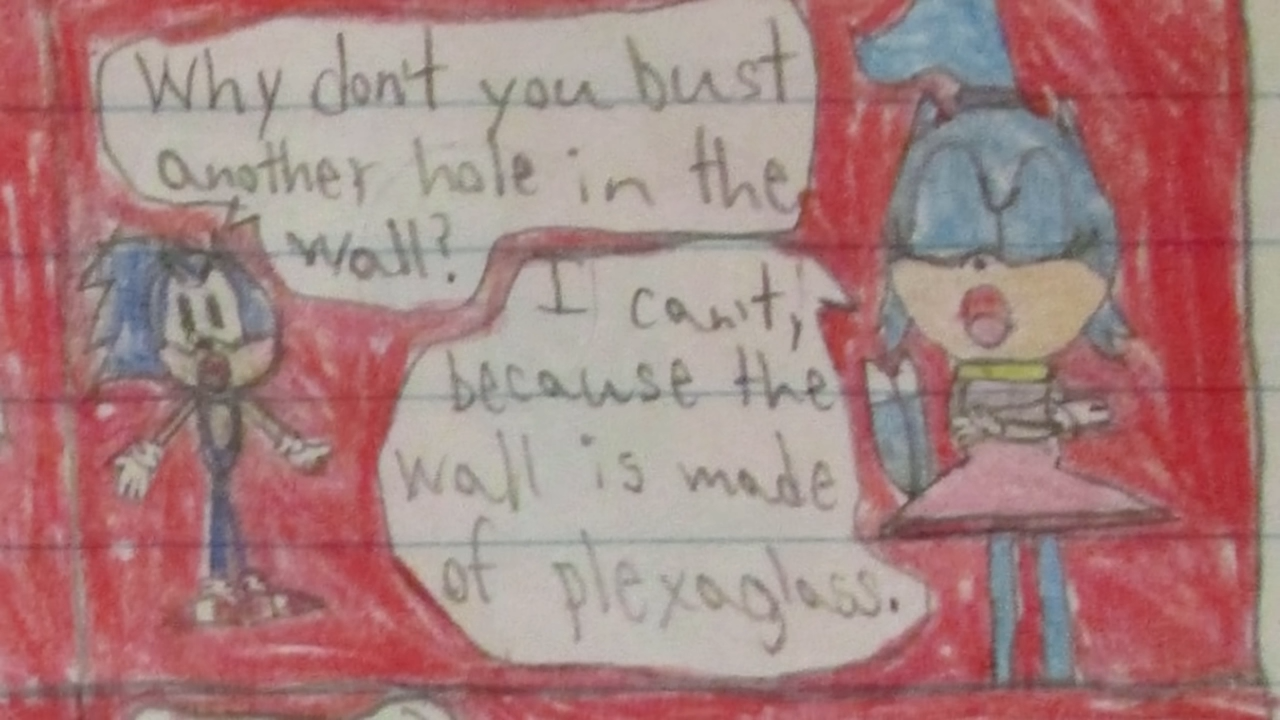 Why don't you bust
another hole in the
wall?
I can't,
because the
wall is made
of plexaglass.